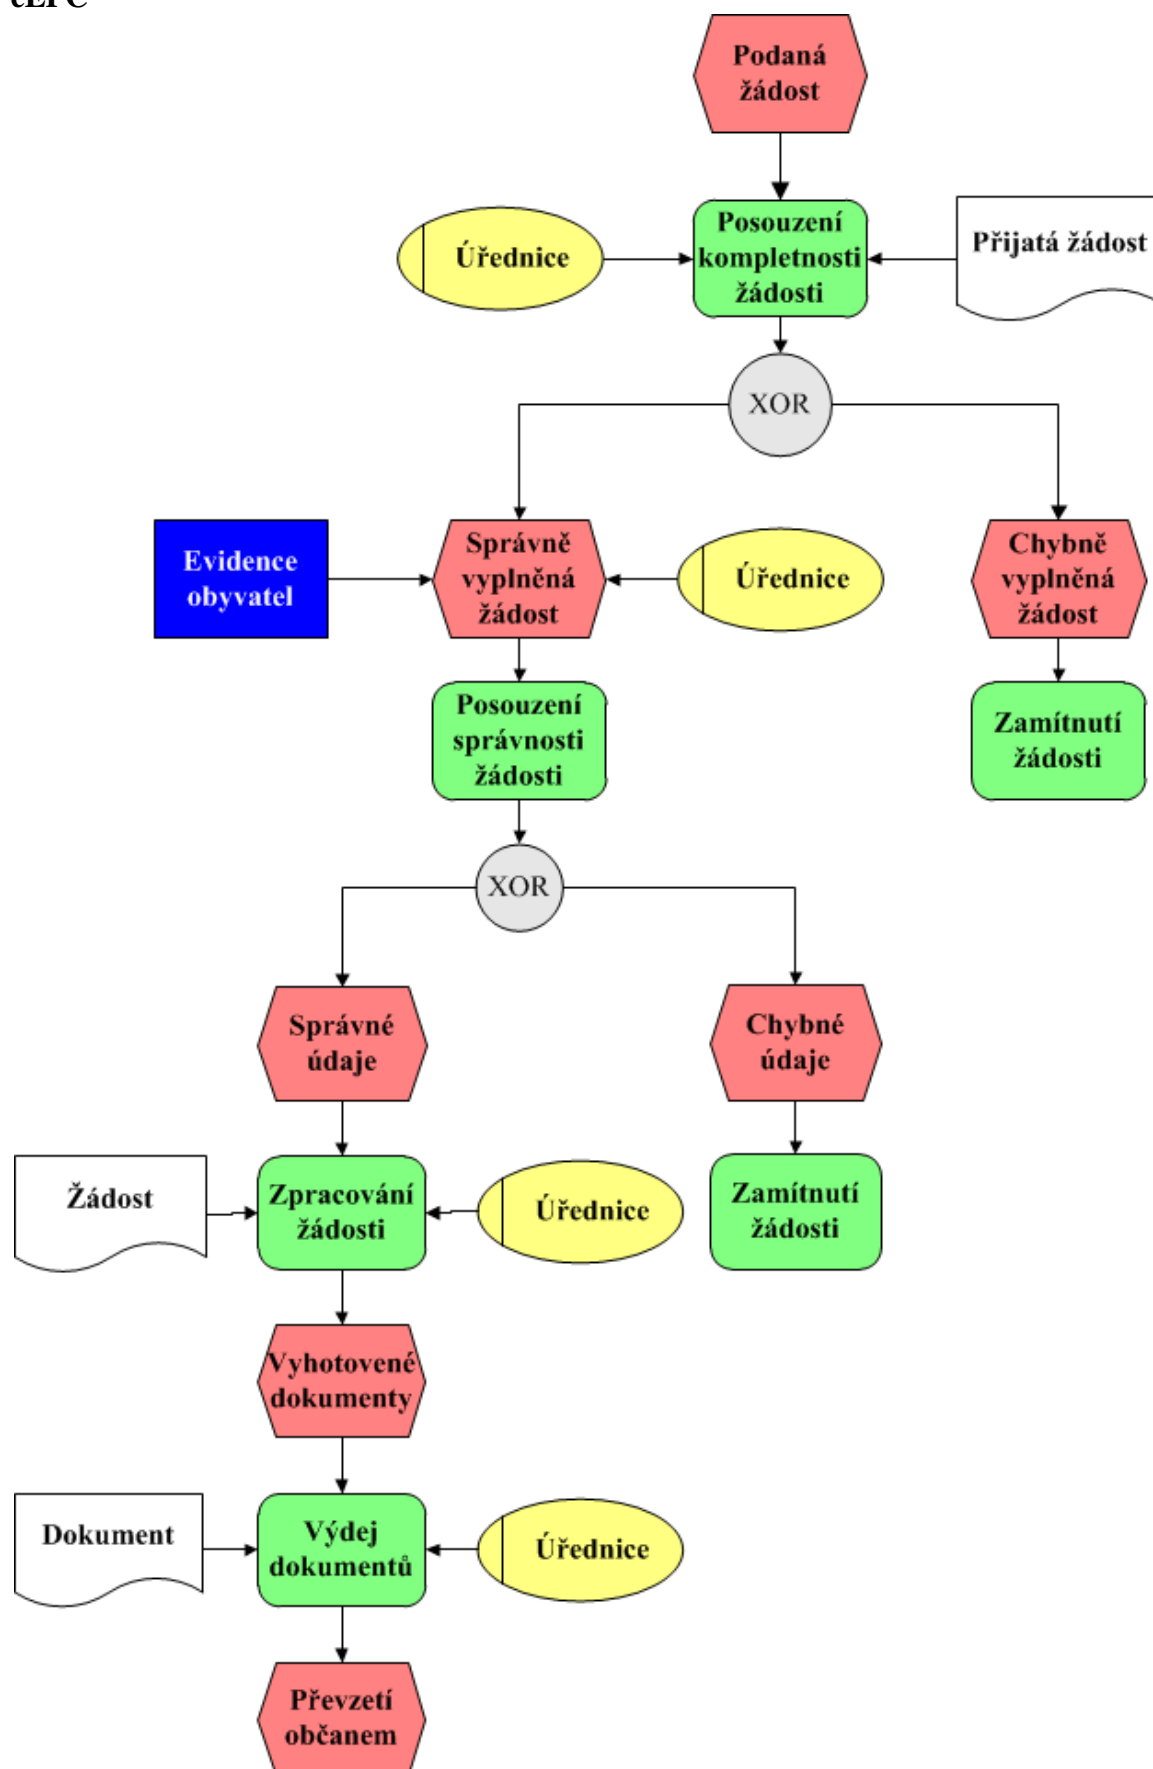 Podaná
žádost
Úřednice
Posouzení
kompletnosti
žádosti
Přijatá žádost
XOR
Evidence
obyvatel
Správně
vyplněná
žádost
Úřednice
Chybně
vyplněná
žádost
Posouzení
správnosti
žádosti
Zamítnutí
žádosti
XOR
Správné
údaje
Chybné
údaje
Žádost
Zpracování
žádosti
Úřednice
Zamítnutí
žádosti
Vyhotovené
dokumenty
Dokument
Výdej
dokumentů
Úřednice
Převzetí
občanem